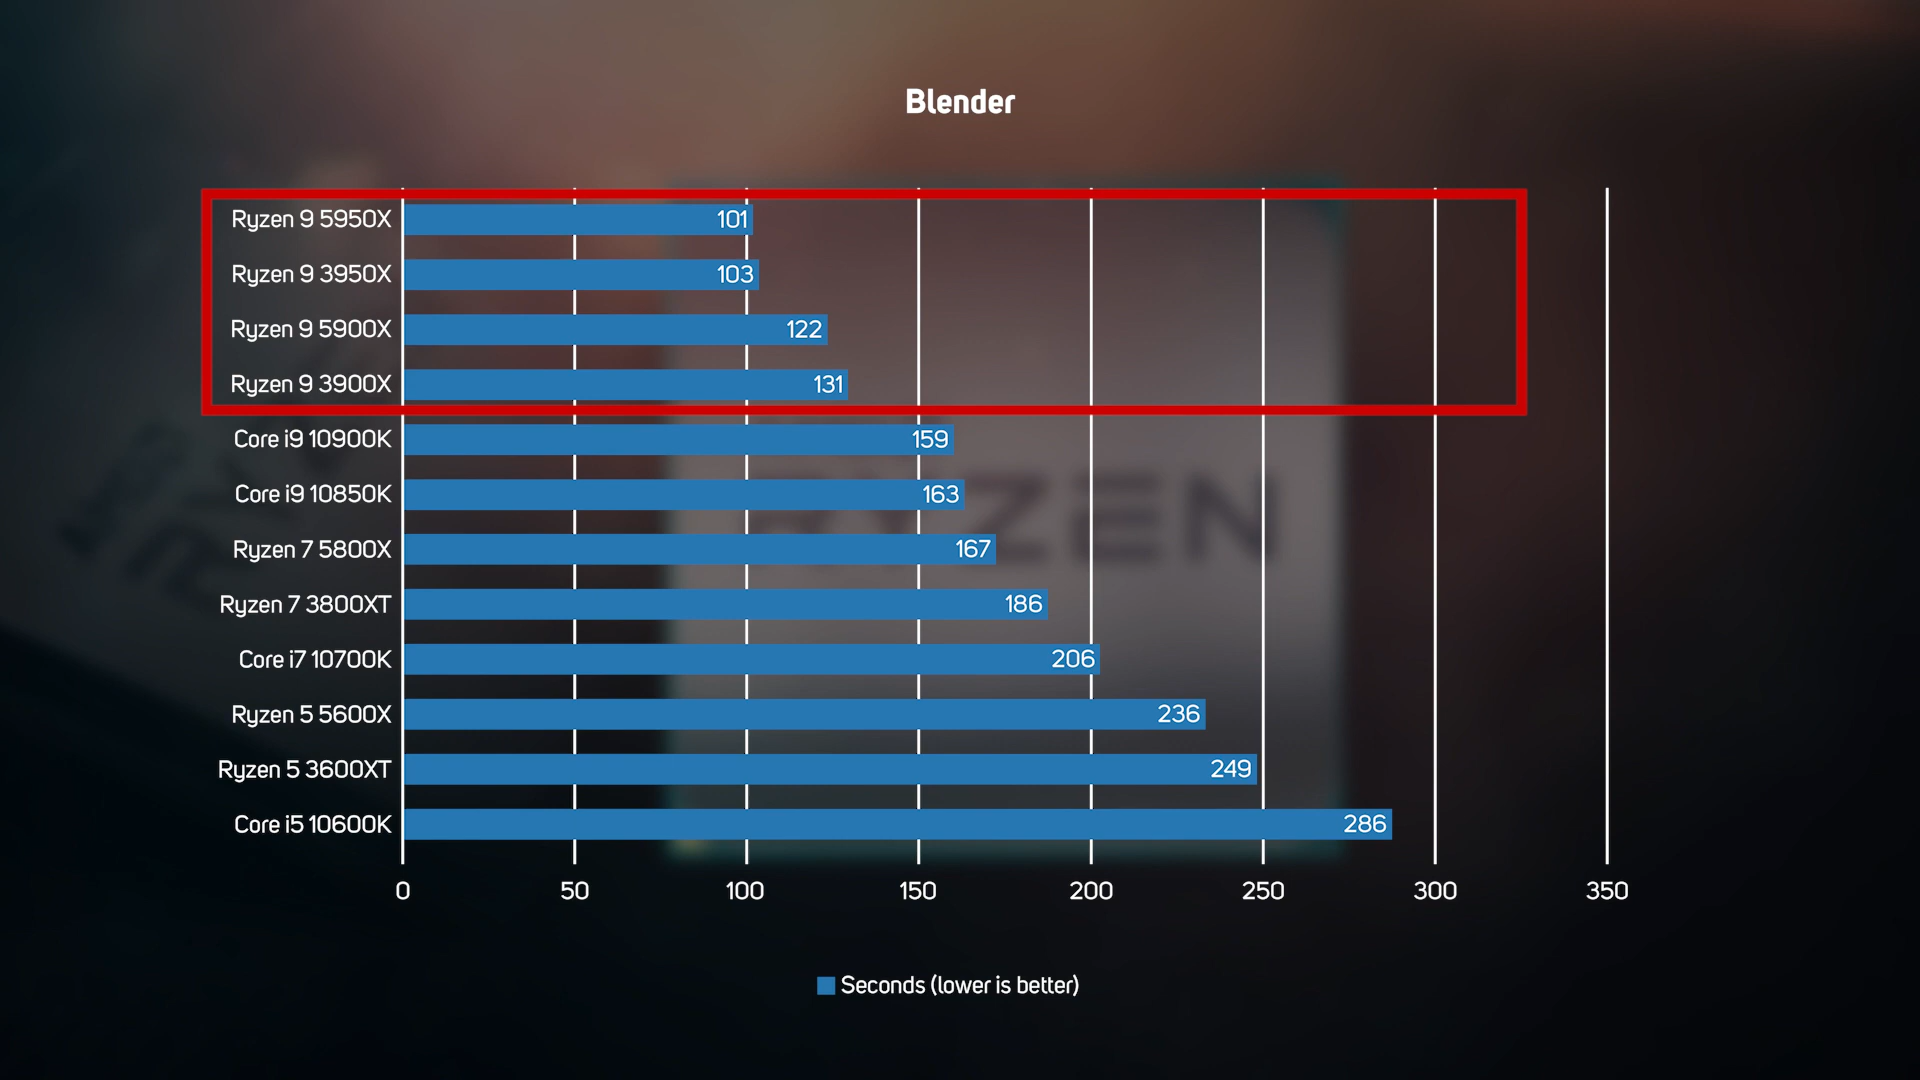 Blender
Ryzen 9 5950X 101
Ryzen 9 3950X 103
Ryzen 9 5900X 122
Ryzen 9 3900X 131
Core i9 10900K 159
Core i9 10850K 163
Ryzen 7 5800X 167
Ryzen 7 3800XT 186
Core i7 10700K 206
Ryzen 5 5600X 236
Ryzen 5 3600XT 249
Core i5 10600K 286
0 50 100 150 200 250 300 350
Seconds (lower is better)
RYZEN